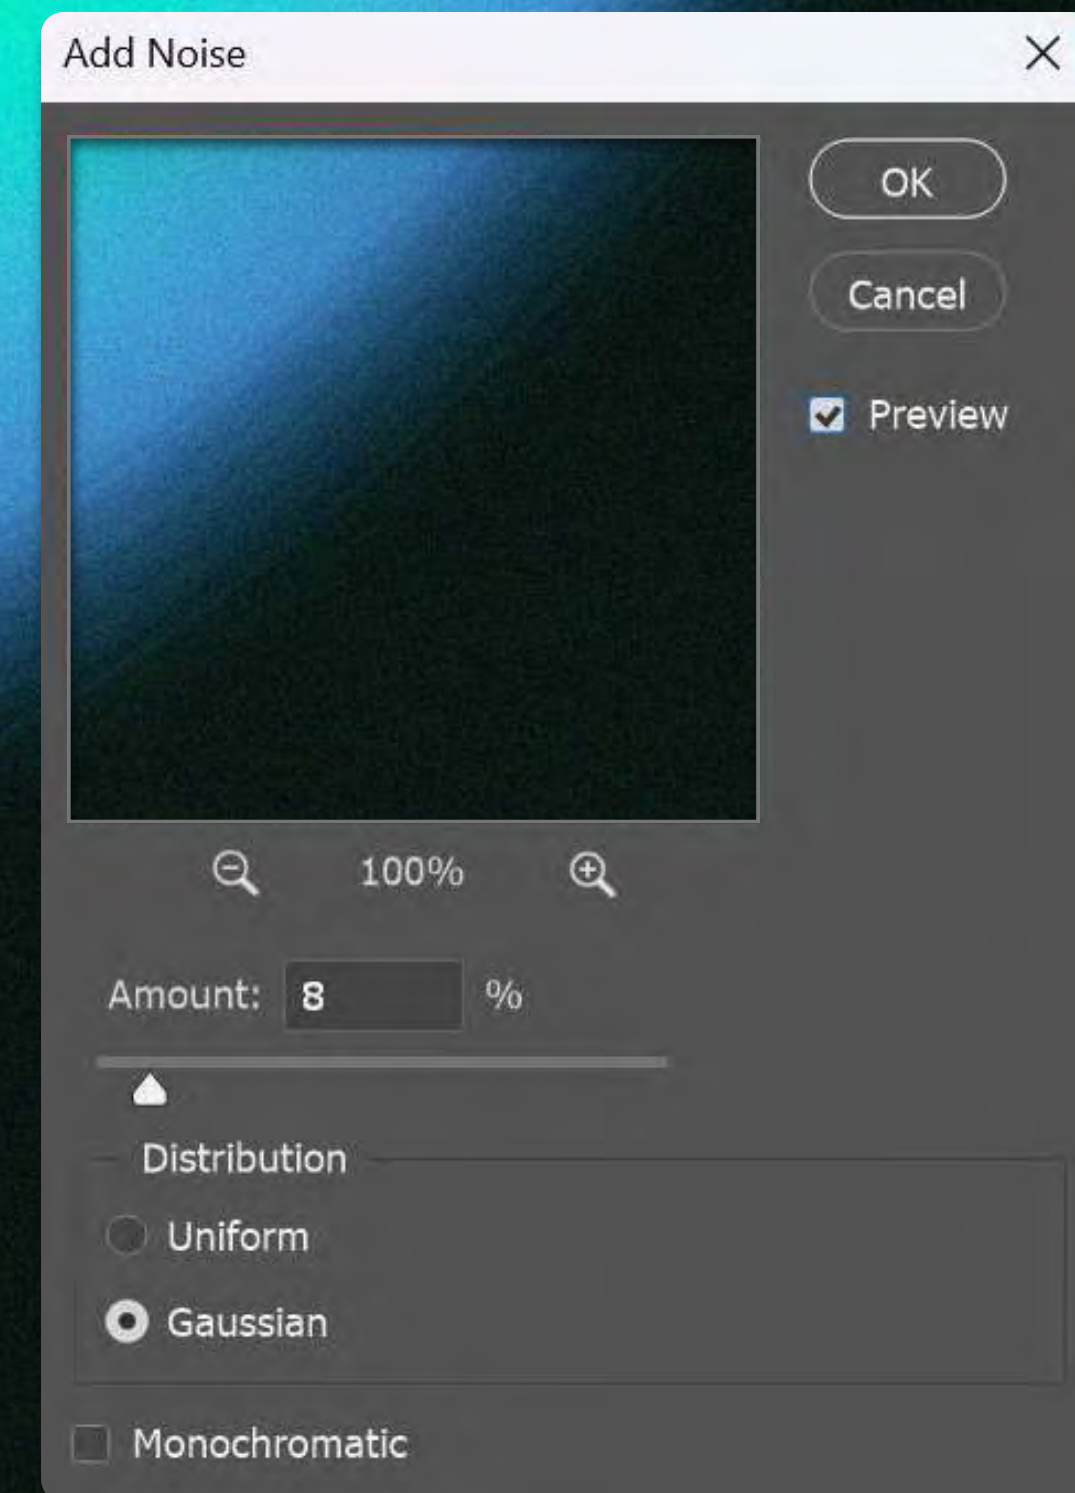 Add Noise
OK
Cancel
Preview
100%
Amount: 8 %
Distribution
Uniform
Gaussian
Monochromatic